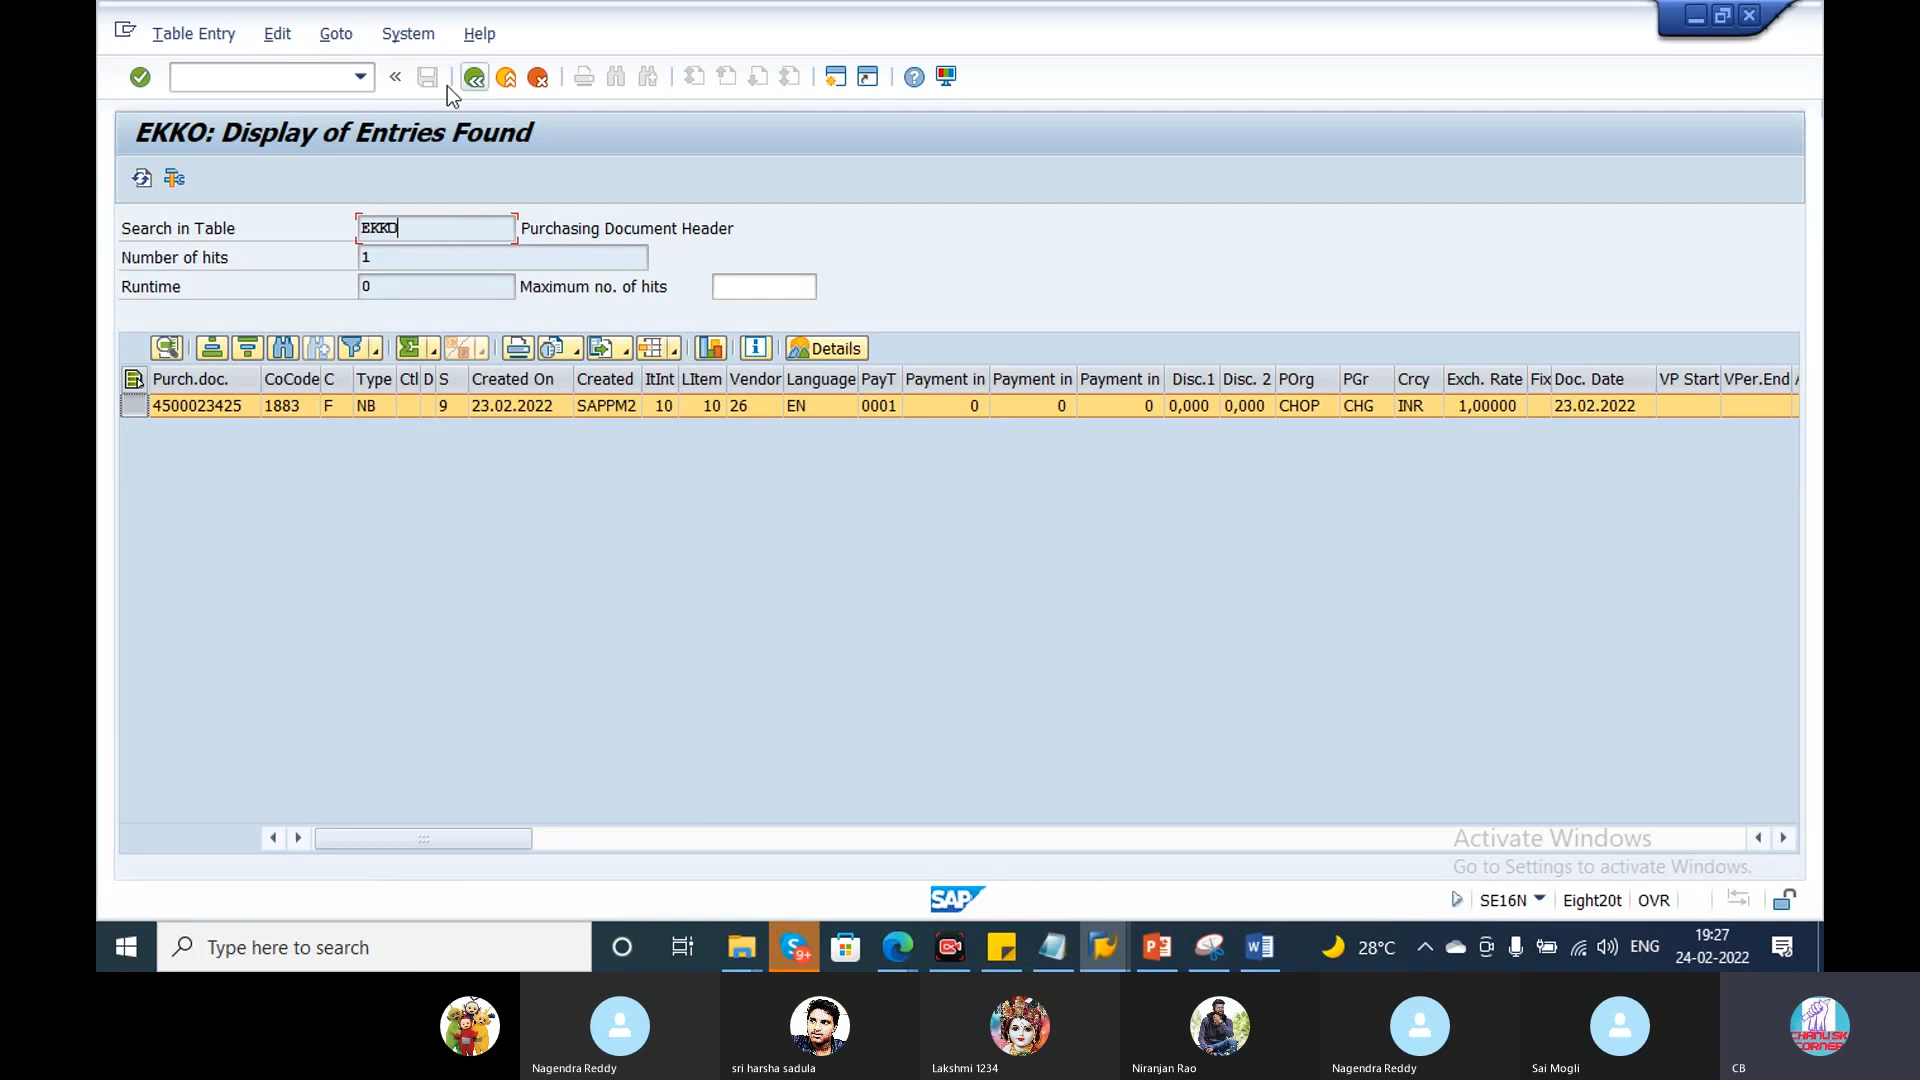 Table Entry Edit Goto System Help
EKKO: Display of Entries Found
Search in Table EKKO Purchasing Document Header
Number of hits 1
Runtime 0 Maximum no. of hits
Details
Purch.doc. CoCode C Type Ctl D S Created On Created ItInt LItem Vendor Language PayT Payment in Payment in Payment in Disc.1 Disc. 2 POrg PGr Crcy Exch. Rate Fix Doc. Date VP Start VPer.End
4500023425 1883 F NB 9 23.02.2022 SAPPM2 10 10 26 EN 0001 0 0 0 0,000 0,000 CHOP CHG INR 1,00000 23.02.2022
Activate Windows
Go to Settings to activate Windows.
SAP SE16N Eight20t OVR
Type here to search 9+ 28°C ENG 19:27
24-02-2022
CHANU SK
CORNER
Nagendra Reddy sri harsha sadula Lakshmi 1234 Niranjan Rao Nagendra Reddy Sai Mogli CB